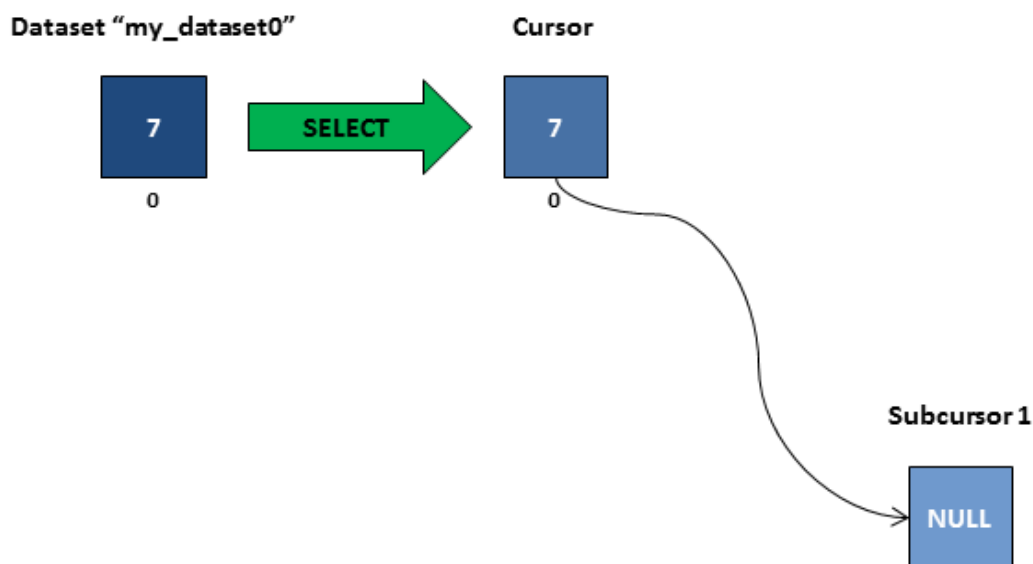 Dataset “my_dataset0”
Cursor
7
SELECT
7
0
0
Subcursor 1
NULL